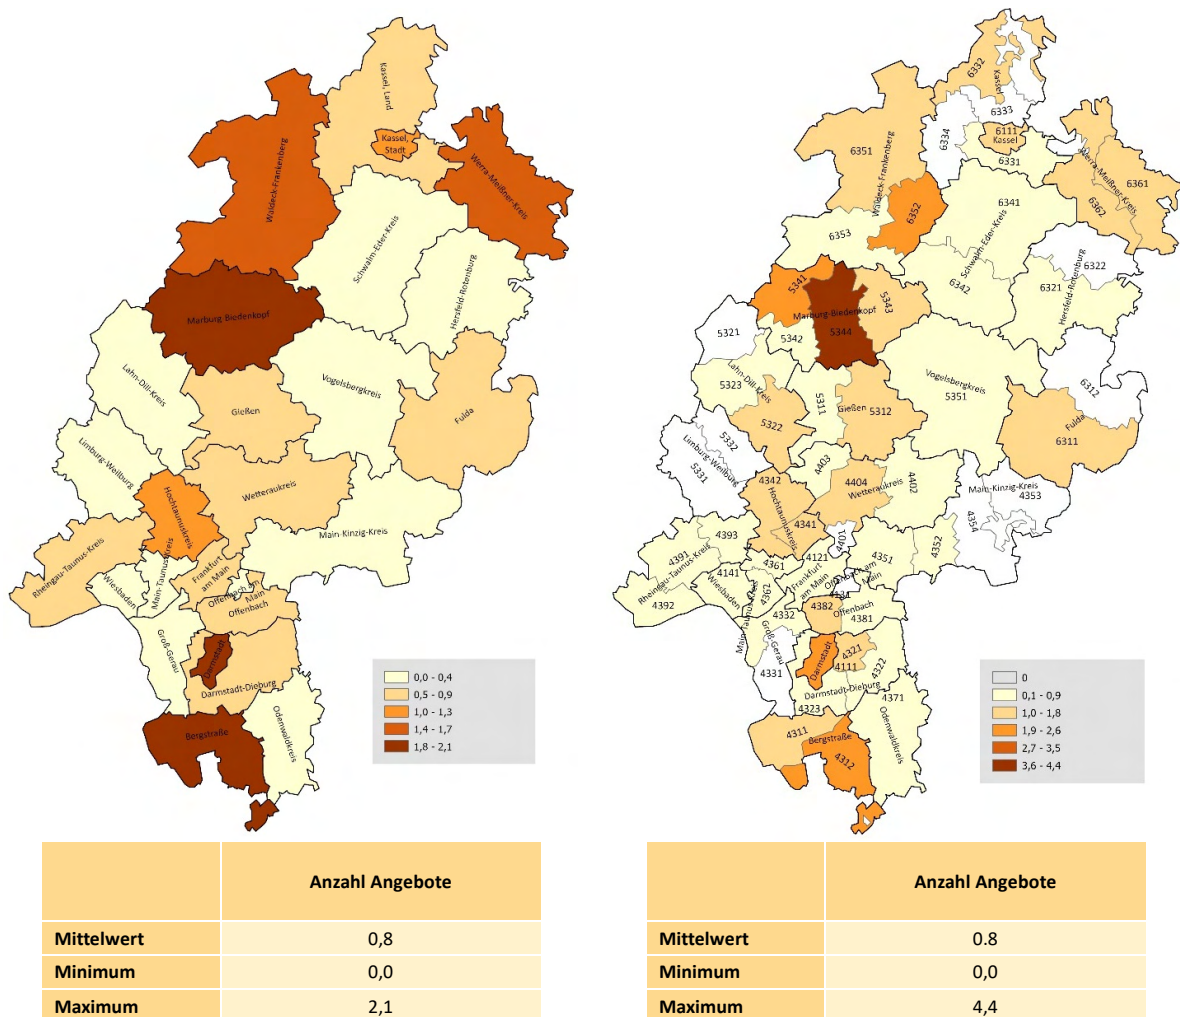 Kassel, Land
Kassel,
Stadt
Werra-Meißner-Kreis
Waldeck-Frankenberg
Schwalm-Eder-Kreis
Hersfeld-Rotenburg
Marburg Biedenkopf
Lahn-Dill-Kreis
Vogelsbergkreis
Gießen
Fulda
Limburg-Weilburg
Wetteraukreis
Hochtaunuskreis
Main-Kinzig-Kreis
Rheingau-Taunus-Kreis
Main-Taunuskreis
Frankfurt
am Main
Wiesbaden
Offenbach am
Main
Offenbach
Groß-Gerau
Darmstadt
Darmstadt-Dieburg
Bergstraße
Odenwaldkreis
0,0 - 0,4
0,5 - 0,9
1,0 - 1,3
1,4 - 1,7
1,8 - 2,1
6332
Kassel
6333
6334
6111
Kassel
6331
6351
Waldeck-Frankenberg
Werra-Meißner-Kreis
6361
6362
6352
6341
6353
Schwalm-Eder-Kreis
6322
6342
6321
Hersfeld-Rotenburg
5341
5343
Marburg-Biedenkopf
5344
5321
5342
6312
Lahn-Dill-Kreis
5323
5311
Vogelsbergkreis
5351
Gießen
5312
5322
Fulda
6311
5332
Limburg-Weilburg
5331
4403
4342
4404
4402
Wetteraukreis
Main-Kinzig-Kreis
4353
4354
Hochtaunuskreis
4341
4401
4393
4352
4391
Rheingau-Taunus-Kreis
4361
4121
4351
4141
Frankfurt
am Main
Offenbach am
Main
4131
4392
Wiesbaden
4362
Main-Taunus-Kreis
4332
4382
Offenbach
4381
Groß-Gerau
4331
Darmstadt
4321
4111
4322
Darmstadt-Dieburg
4323
4371
4311
Bergstraße
4312
Odenwaldkreis
0
0,1 - 0,9
1,0 - 1,8
1,9 - 2,6
2,7 - 3,5
3,6 - 4,4
Anzahl Angebote
Mittelwert 0,8
Minimum 0,0
Maximum 2,1
Anzahl Angebote
Mittelwert 0.8
Minimum 0,0
Maximum 4,4